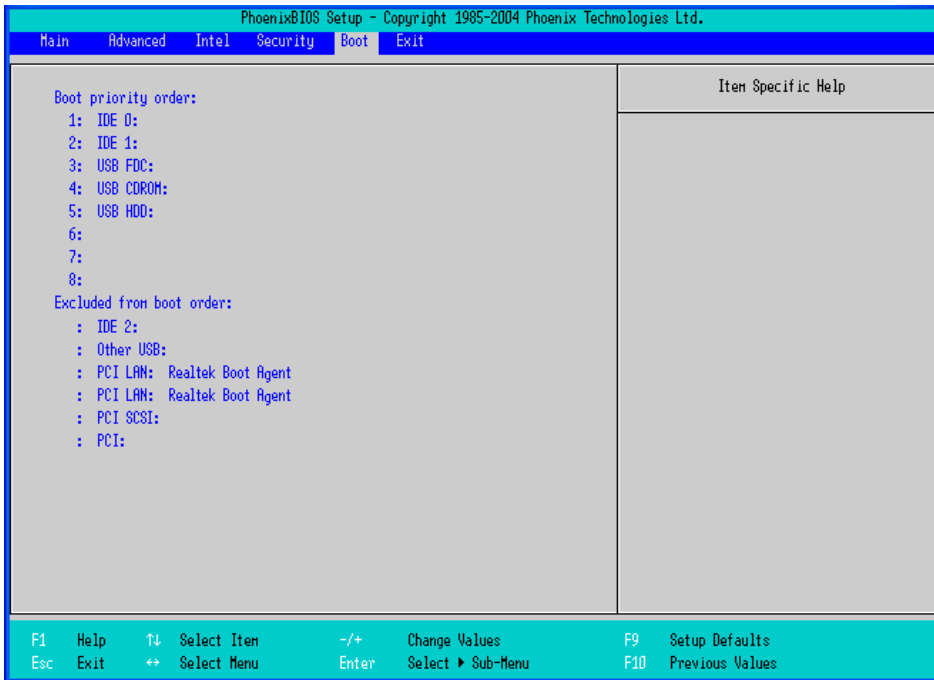 PhoenixBIOS Setup - Copyright 1985-2004 Phoenix Technologies Ltd.
Main Advanced Intel Security Boot Exit
Item Specific Help
Boot priority order:
1: IDE 0:
2: IDE 1:
3: USB FDC:
4: USB CDROM:
5: USB HDD:
6:
7:
8:
Excluded from boot order:
: IDE 2:
: Other USB:
: PCI LAN: Realtek Boot Agent
: PCI LAN: Realtek Boot Agent
: PCI SCSI:
: PCI:
F1 Help ↑↓ Select Item -/+ Change Values F9 Setup Defaults
Esc Exit ↔ Select Menu Enter Select ▶ Sub-Menu F10 Previous Values